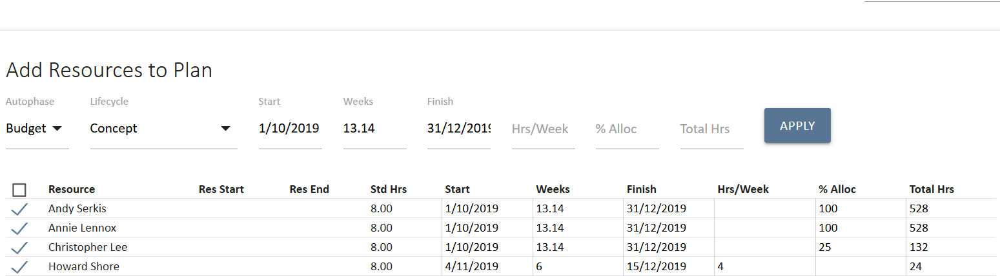 Add Resources to Plan
Autophase Lifecycle Start Weeks Finish
Budget Concept 1/10/2019 13.14 31/12/2019 Hrs/Week % Alloc Total Hrs APPLY
Resource Res Start Res End Std Hrs Start Weeks Finish Hrs/Week % Alloc Total Hrs
Andy Serkis 8.00 1/10/2019 13.14 31/12/2019 100 528
Annie Lennox 8.00 1/10/2019 13.14 31/12/2019 100 528
Christopher Lee 8.00 1/10/2019 13.14 31/12/2019 25 132
Howard Shore 8.00 4/11/2019 6 15/12/2019 4 24